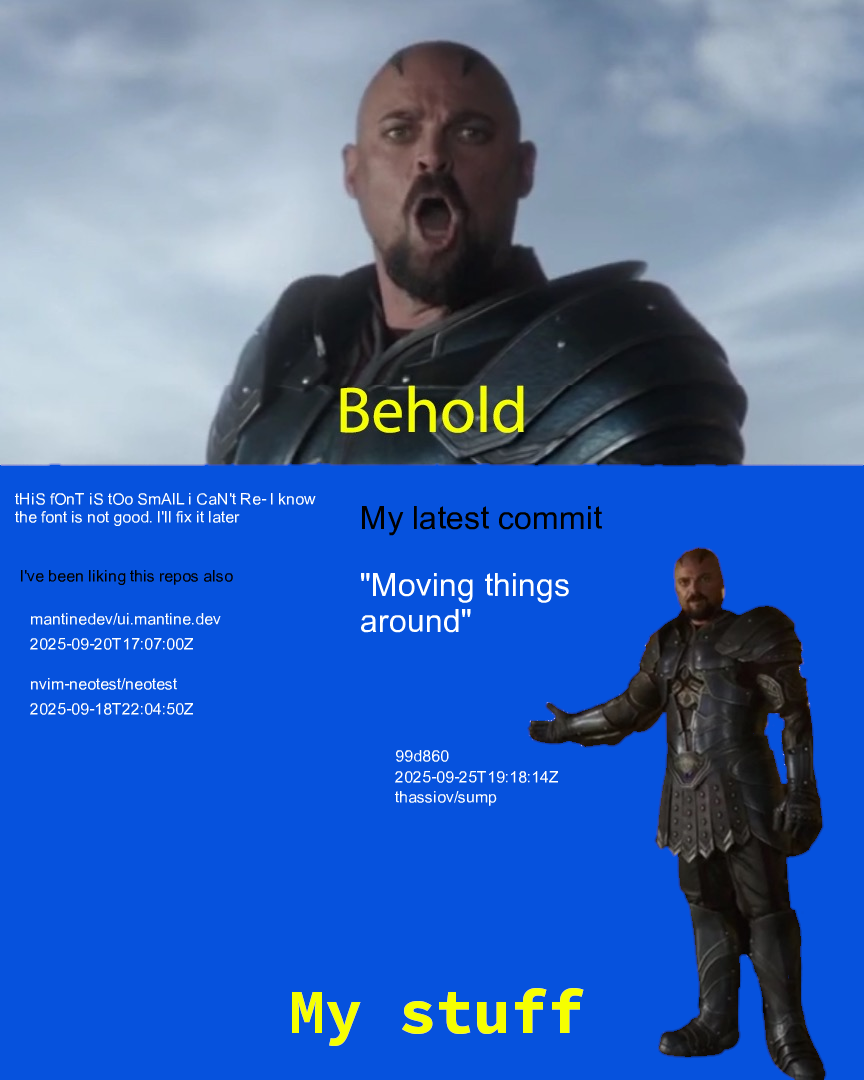 Behold
tHiS fOnT iS tOo SmAlL i CaN't Re- I know
the font is not good. I'll fix it later
I've been liking this repos also
mantinedev/ui.mantine.dev
2025-09-20T17:07:00Z
nvim-neotest/neotest
2025-09-18T22:04:50Z
My latest commit
"Moving things
around"
99d860
2025-09-25T19:18:14Z
thassiov/sump
My stuff